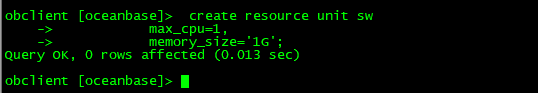 obclient [oceanbase]>  create resource unit sw
    ->              max_cpu=1,
    ->              memory_size='1G';
Query OK, 0 rows affected (0.013 sec)
obclient [oceanbase]>